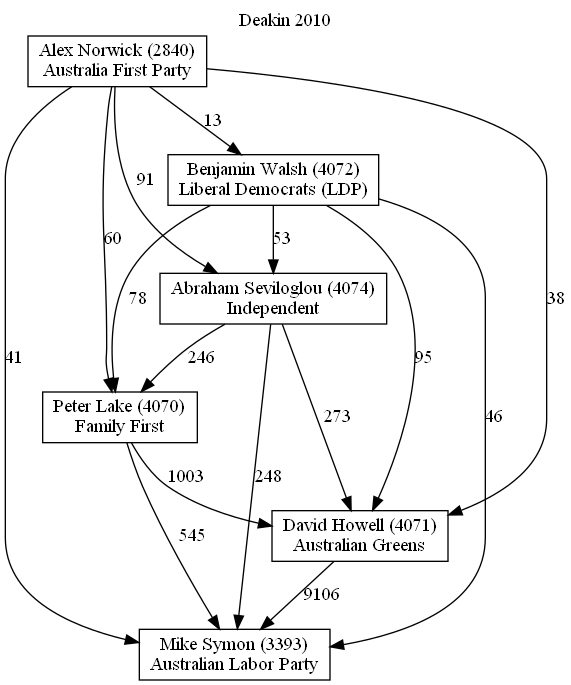 Deakin 2010
Alex Norwick (2840)
Australia First Party
13
Benjamin Walsh (4072)
Liberal Democrats (LDP)
91
60
53
Abraham Seviloglou (4074)
Independent
78
38
41
246
95
Peter Lake (4070)
Family First
273
46
1003
248
David Howell (4071)
Australian Greens
545
9106
Mike Symon (3393)
Australian Labor Party